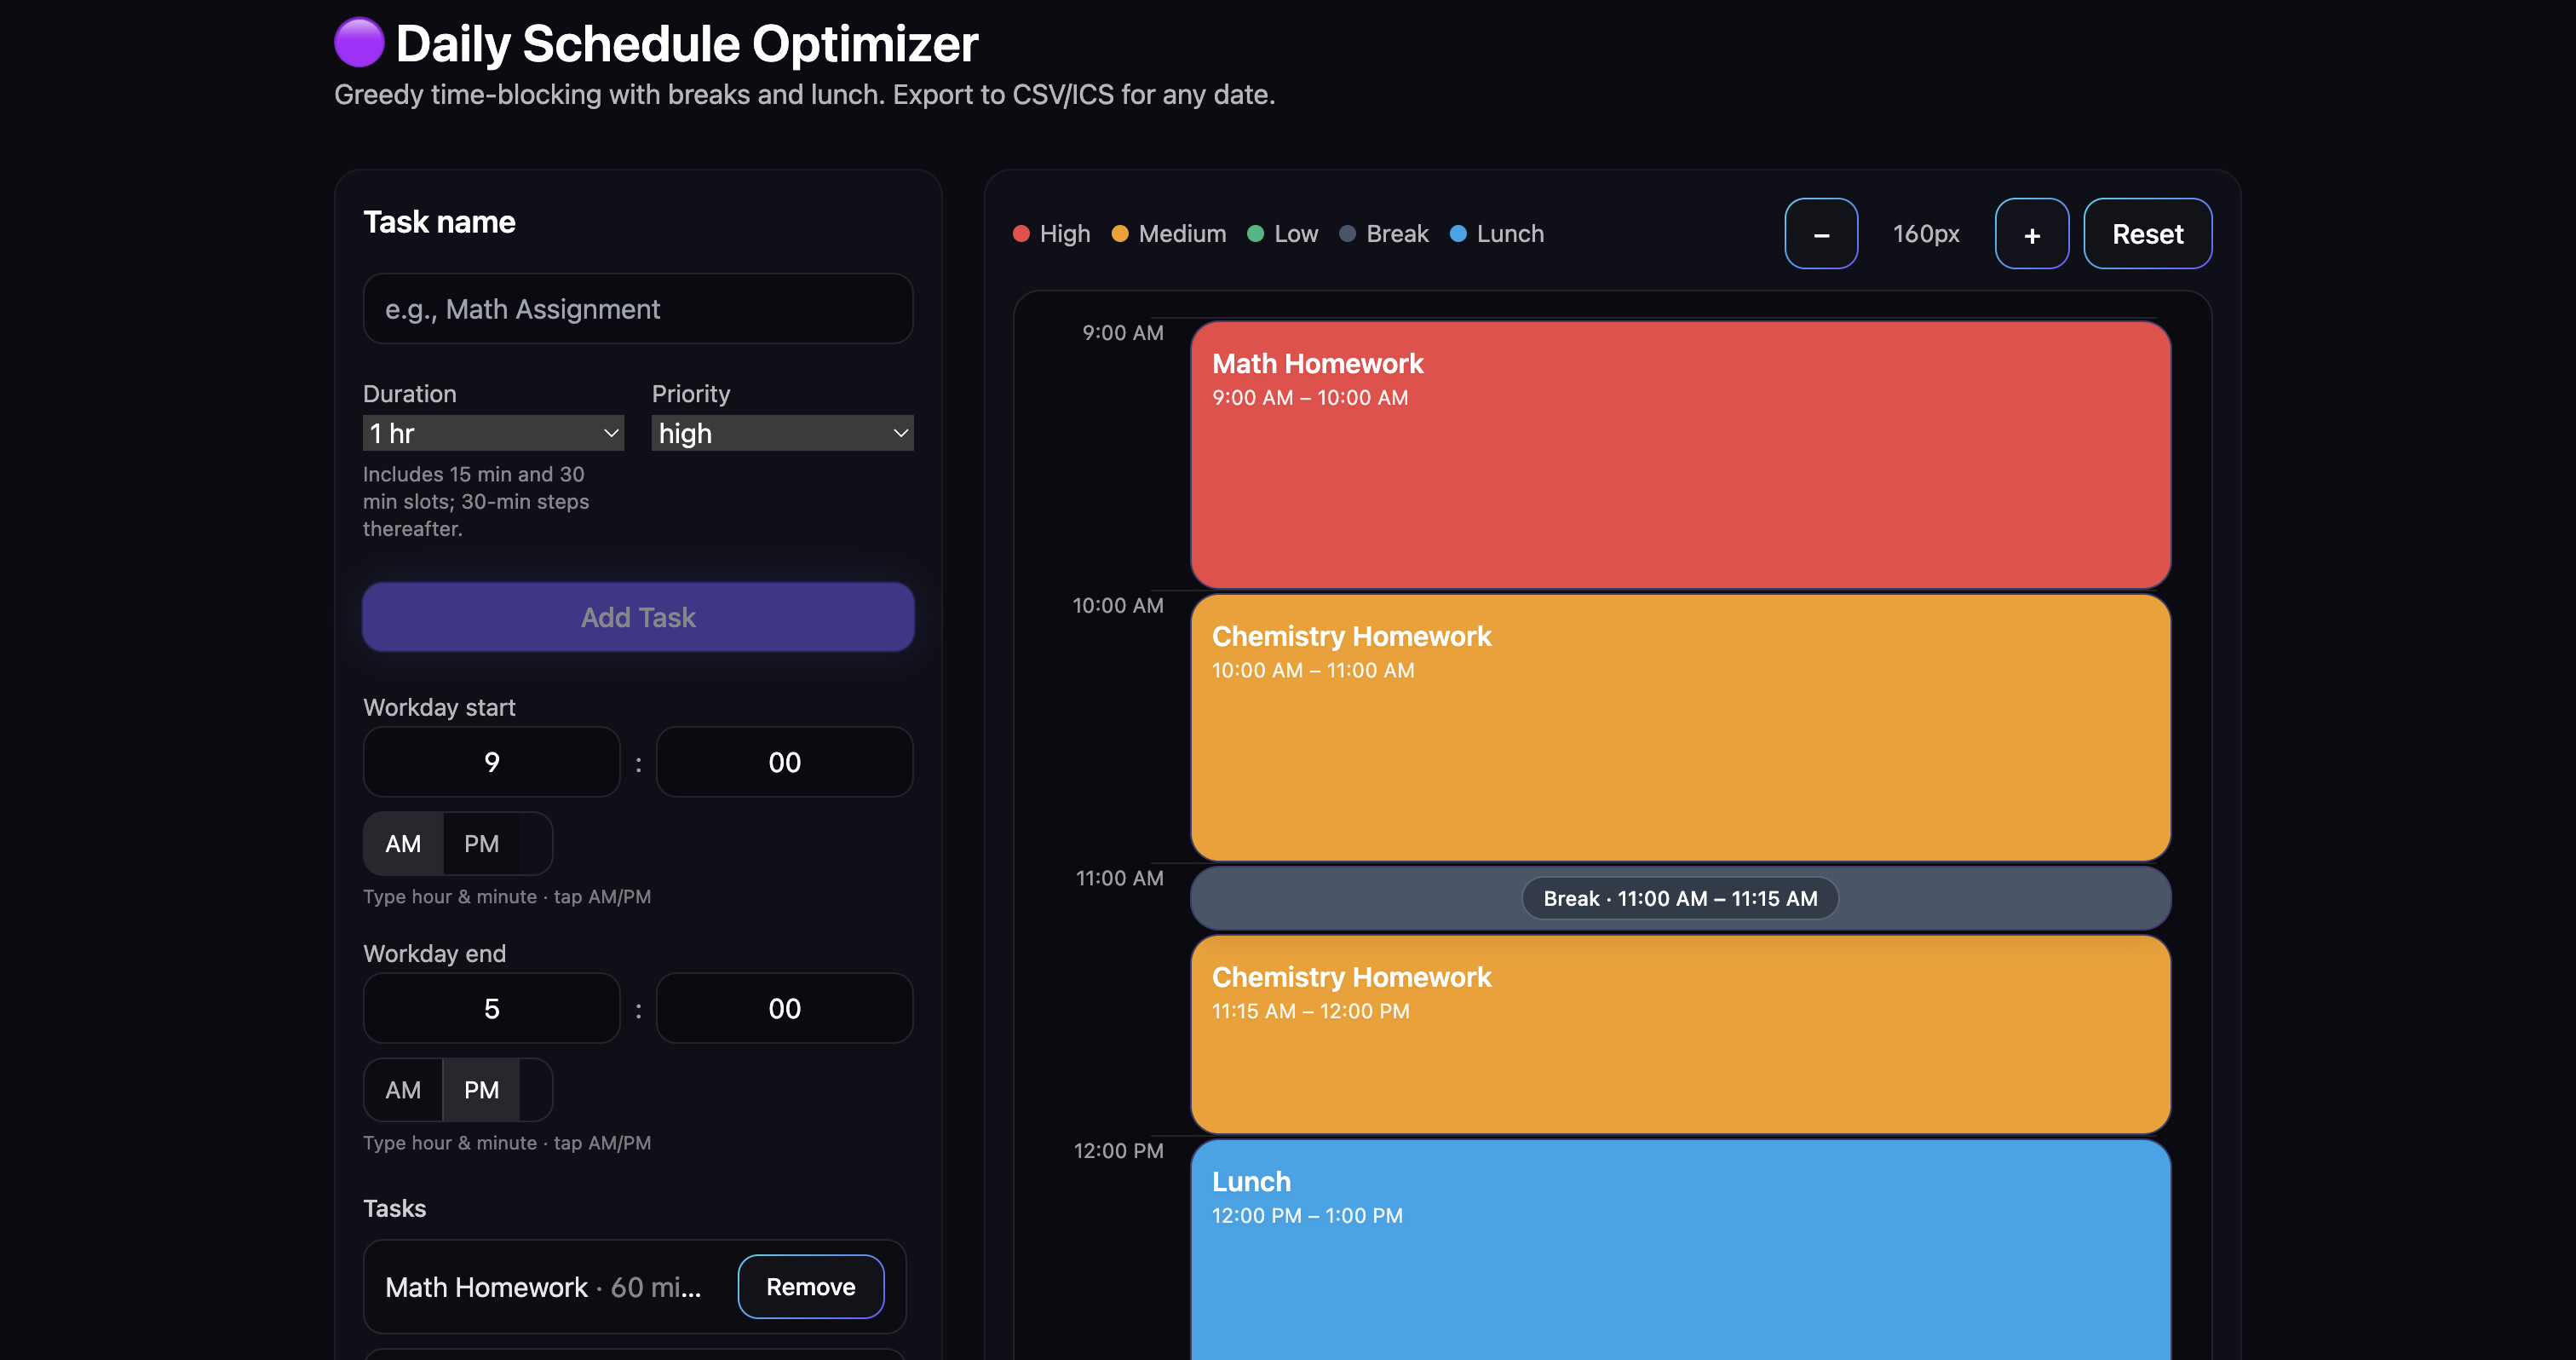 Daily Schedule Optimizer
Greedy time-blocking with breaks and lunch. Export to CSV/ICS for any date.
Task name
e.g., Math Assignment
Duration
Priority
1 hr
high
Includes 15 min and 30
min slots; 30-min steps
thereafter.
Add Task
Workday start
9 : 00
AM PM
Type hour & minute · tap AM/PM
Workday end
5 : 00
AM PM
Type hour & minute · tap AM/PM
Tasks
Math Homework · 60 mi...
Remove
High Medium Low Break Lunch
− 160px + Reset
9:00 AM
Math Homework
9:00 AM – 10:00 AM
10:00 AM
Chemistry Homework
10:00 AM – 11:00 AM
11:00 AM
Break · 11:00 AM – 11:15 AM
Chemistry Homework
11:15 AM – 12:00 PM
12:00 PM
Lunch
12:00 PM – 1:00 PM